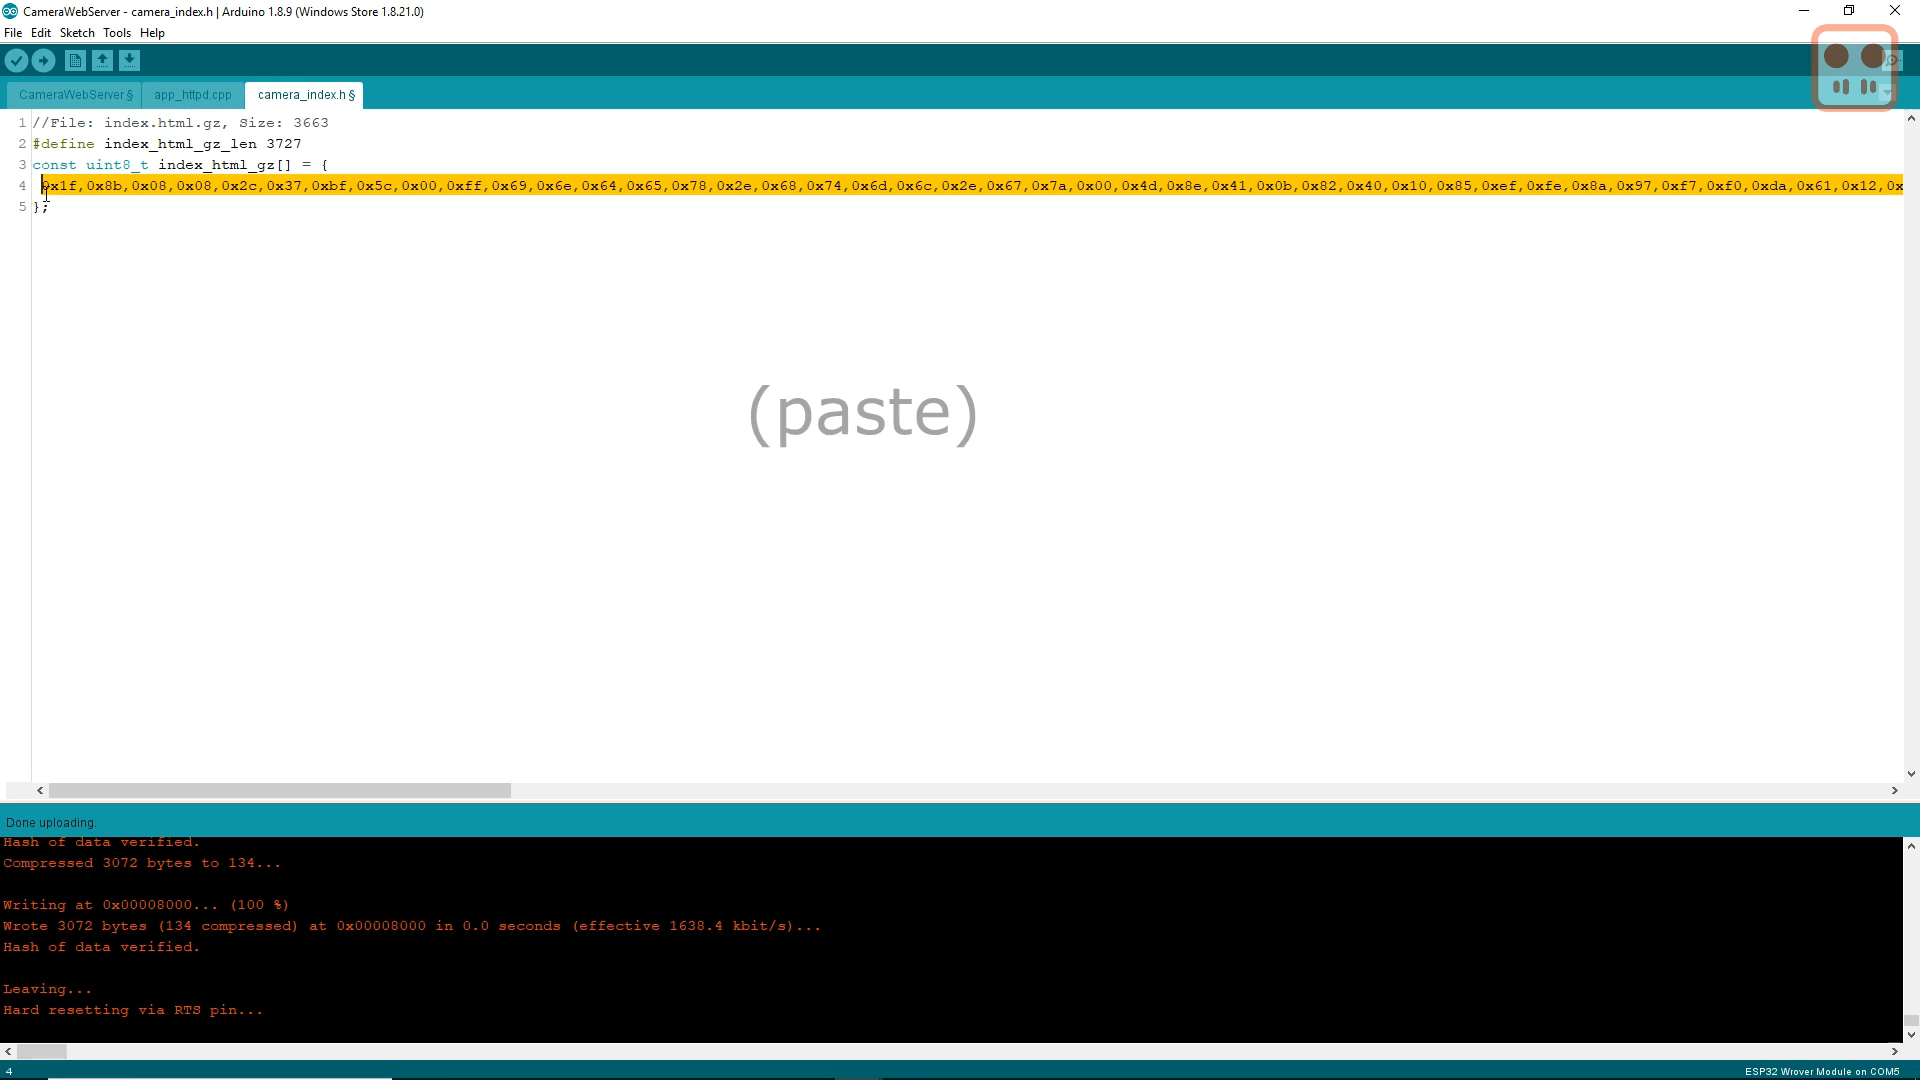 CameraWebServer - camera_index.h | Arduino 1.8.9 (Windows Store 1.8.21.0)
File Edit Sketch Tools Help
CameraWebServer § app_httpd.cpp camera_index.h §
1 //File: index.html.gz, Size: 3663
2 #define index_html_gz_len 3727
3 const uint8_t index_html_gz[] = {
4 0x1f,0x8b,0x08,0x08,0x2c,0x37,0xbf,0x5c,0x00,0xff,0x69,0x6e,0x64,0x65,0x78,0x2e,0x68,0x74,0x6d,0x6c,0x2e,0x67,0x7a,0x00,0x4d,0x8e,0x41,0x0b,0x82,0x40,0x10,0x85,0xef,0xfe,0x8a,0x97,0xf7,0xf0,0xda,0x61,0x12,0x
5 };
(paste)
Done uploading.
Hash of data verified.
Compressed 3072 bytes to 134...
Writing at 0x00008000... (100 %)
Wrote 3072 bytes (134 compressed) at 0x00008000 in 0.0 seconds (effective 1638.4 kbit/s)...
Hash of data verified.
Leaving...
Hard resetting via RTS pin...
4 ESP32 Wrover Module on COM5